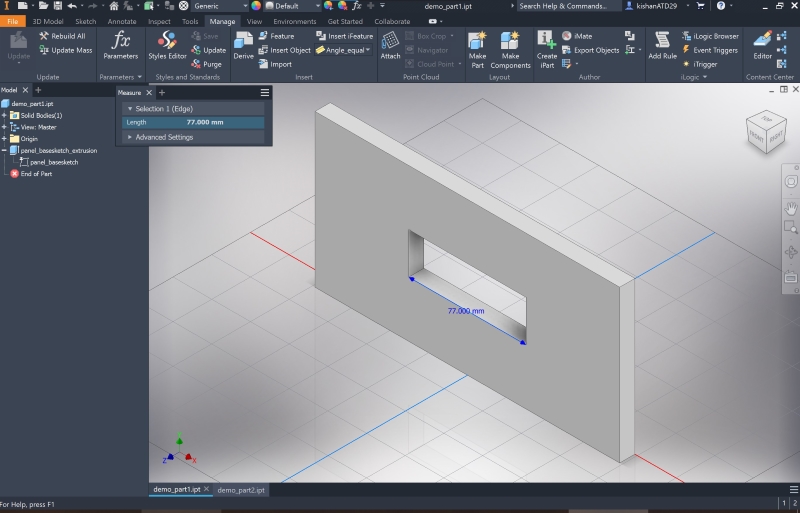 Generic
Default
demo_part1.ipt
Search Help & Commands...
kishanATD29
File
3D Model
Sketch
Annotate
Inspect
Tools
Manage
View
Environments
Get Started
Collaborate
Update
Rebuild All
Update Mass
Update
Parameters
Parameters
Styles Editor
Save
Update
Purge
Styles and Standards
Derive
Feature
Insert Object
Import
Insert iFeature
Angle_equal
Insert
Attach
Box Crop
Navigator
Cloud Point
Point Cloud
Make
Part
Make
Components
Layout
Create
iPart
iMate
Export Objects
Author
Add Rule
iLogic Browser
Event Triggers
iTrigger
iLogic
Editor
Content Center
Model
demo_part1.ipt
Solid Bodies(1)
View: Master
Origin
panel_basesketch_extrusion
panel_basesketch
End of Part
Measure
Selection 1 (Edge)
Length 77.000 mm
Advanced Settings
TOP
FRONT
RIGHT
77.000 mm
Z
X
demo_part1.ipt
demo_part2.ipt
For Help, press F1
1 2